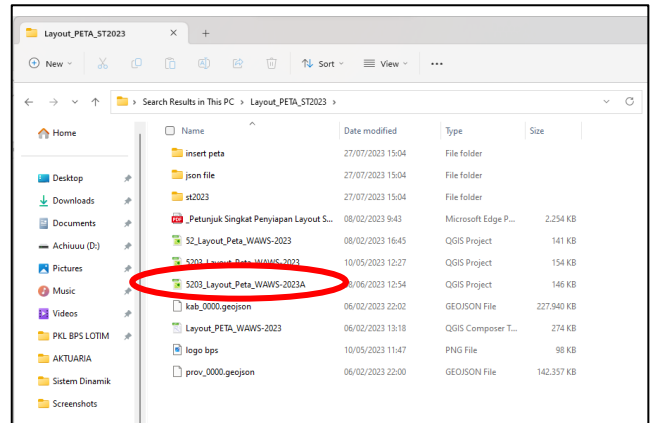 Layout_PETA_ST2023
New
Sort
View
Search Results in This PC > Layout_PETA_ST2023 >
Home
Desktop
Downloads
Documents
Achiuuu (D:)
Pictures
Music
Videos
PKL BPS LOTIM
AKTUARIA
Sistem Dinamik
Screenshots
Name Date modified Type Size
insert peta 27/07/2023 15:04 File folder
json file 27/07/2023 15:04 File folder
st2023 27/07/2023 15:04 File folder
PDF _Petunjuk Singkat Penyiapan Layout S... 08/02/2023 9:43 Microsoft Edge P... 2.254 KB
52_Layout_Peta_WAWS-2023 08/02/2023 16:45 QGIS Project 141 KB
5203_Layout_Peta_WAWS-2023 10/05/2023 12:27 QGIS Project 154 KB
5203_Layout_Peta_WAWS-2023A /06/2023 12:54 QGIS Project 146 KB
kab_0000.geojson 06/02/2023 22:02 GEOJSON File 227.940 KB
Layout_PETA_WAWS-2023 06/02/2023 13:18 QGIS Composer T... 274 KB
logo bps 10/05/2023 11:47 PNG File 98 KB
prov_0000.geojson 06/02/2023 22:00 GEOJSON File 142.357 KB